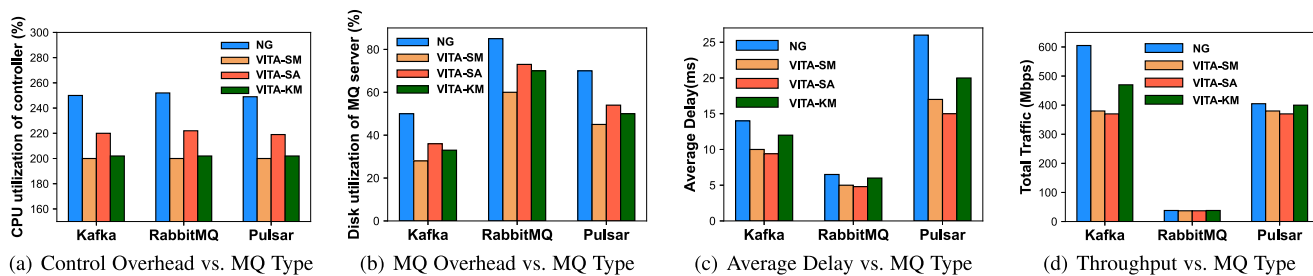 CPU utilization of controller (%)
300
280
260
240
220
200
180
160
NG
VITA-SM
VITA-SA
VITA-KM
Kafka RabbitMQ Pulsar
(a) Control Overhead vs. MQ Type
Disk utilization of MQ server(%)
80
60
40
20
0
NG
VITA-SM
VITA-SA
VITA-KM
Kafka RabbitMQ Pulsar
(b) MQ Overhead vs. MQ Type
Average Delay(ms)
25
20
15
10
5
0
NG
VITA-SM
VITA-SA
VITA-KM
Kafka RabbitMQ Pulsar
(c) Average Delay vs. MQ Type
Total Traffic (Mbps)
600
500
400
300
200
100
0
NG
VITA-SM
VITA-SA
VITA-KM
Kafka RabbitMQ Pulsar
(d) Throughput vs. MQ Type